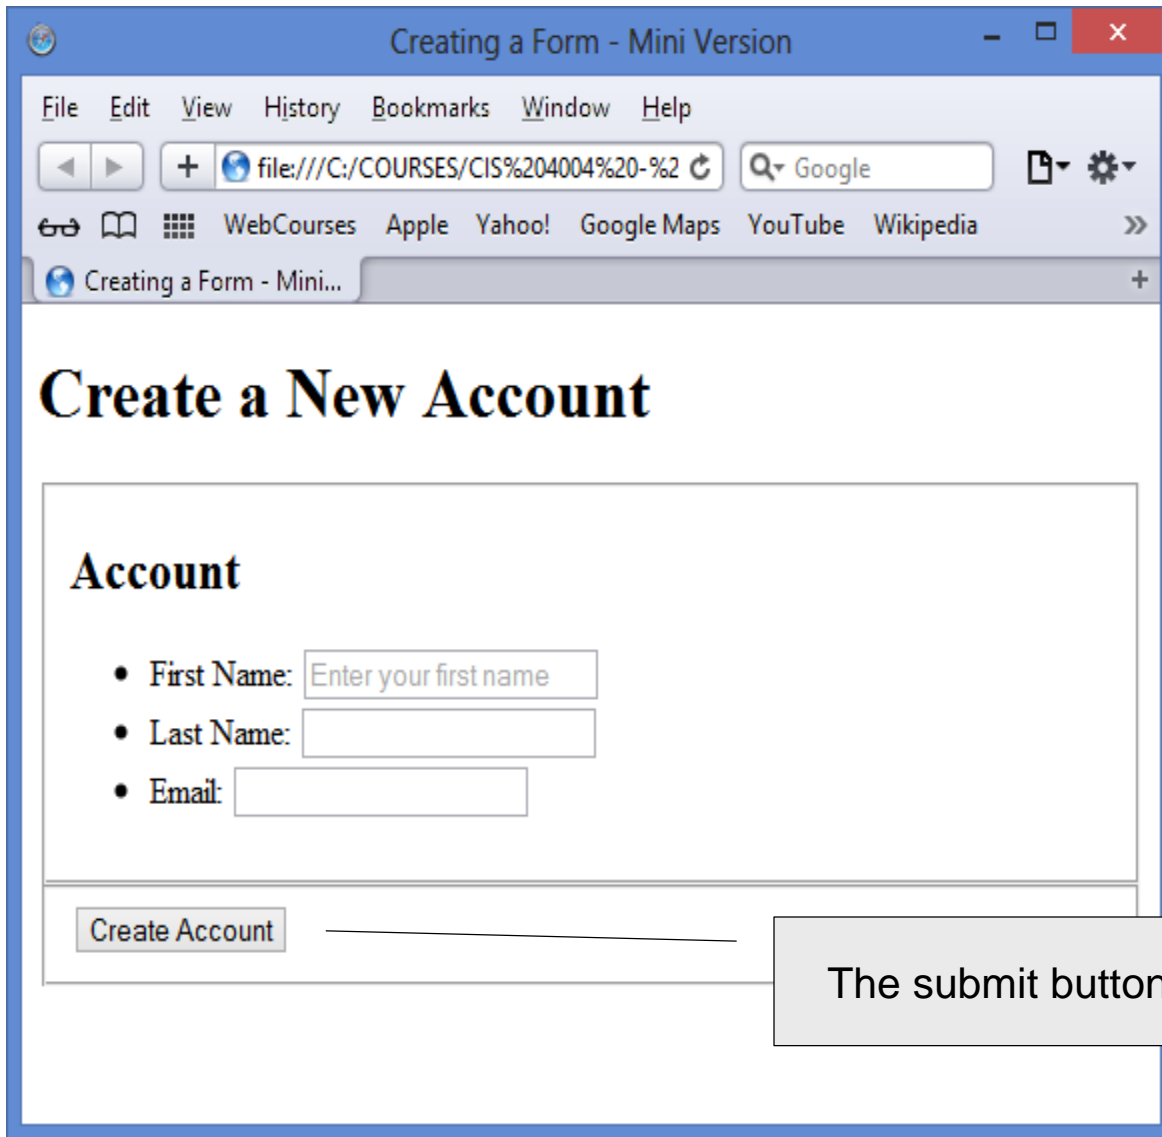 Creating a Form - Mini Version
File Edit View History Bookmarks Window Help
file:///C:/COURSES/CIS%204004%20-%2 Google
WebCourses Apple Yahoo! Google Maps YouTube Wikipedia
Creating a Form - Mini...
Create a New Account
Account
First Name: Enter your first name
Last Name:
Email:
Create Account
The submit button